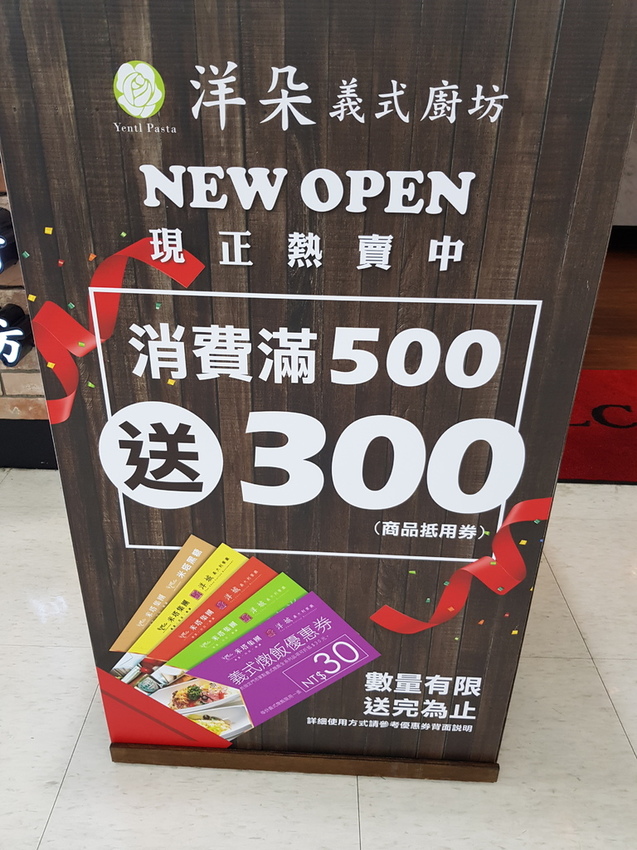 洋朵義式廚坊
Yentl Pasta
NEW OPEN
現正熱賣中
消費滿500
送300
(商品抵用券)
義式燉飯優惠券
NT$30
數量有限
送完為止
詳細使用方式請參考優惠券背面說明
坊